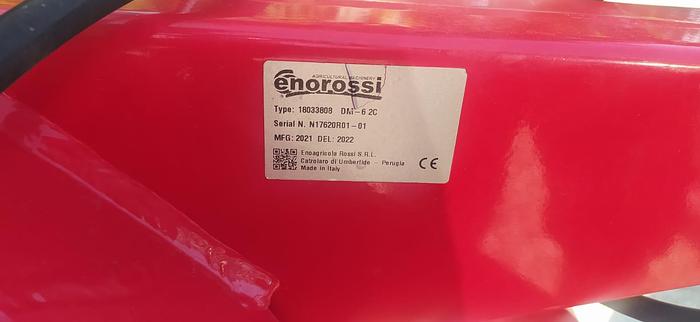 AGRICULTURAL MACHINERY
enorossi
Type: 18033808 DM-6 2C
Serial N. N17620R01-01
MFG: 2021 DEL: 2022
Enoagricola Rossi S.R.L.
Calzolaro di Umbertide - Perugia
Made in Italy
CE